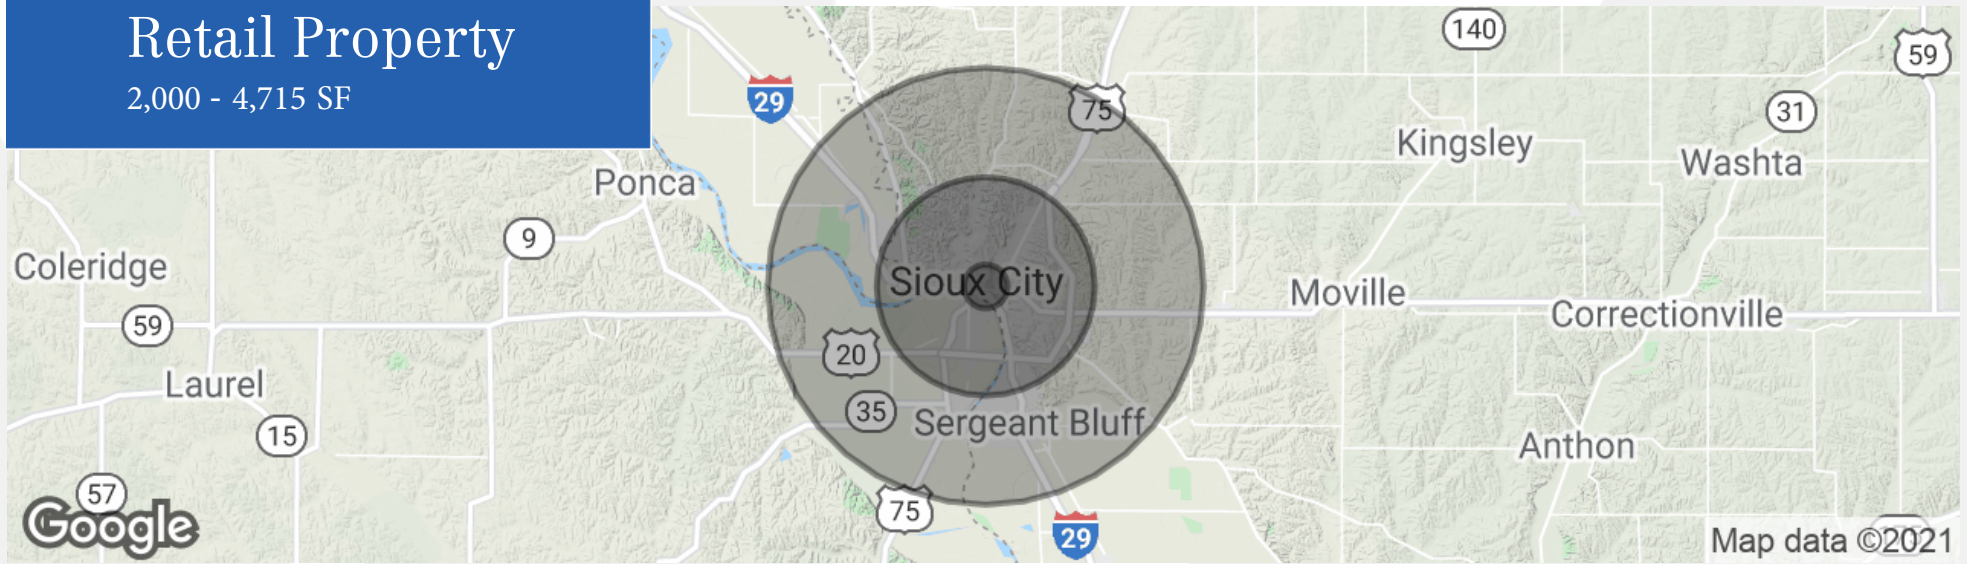 Retail Property
2,000 - 4,715 SF
140
59
29
75
31
Kingsley
Washta
Ponca
9
Coleridge
Sioux City
Moville
Correctionville
59
20
Laurel
35
Sergeant Bluff
15
Anthon
57
75
Google
29
Map data ©2021